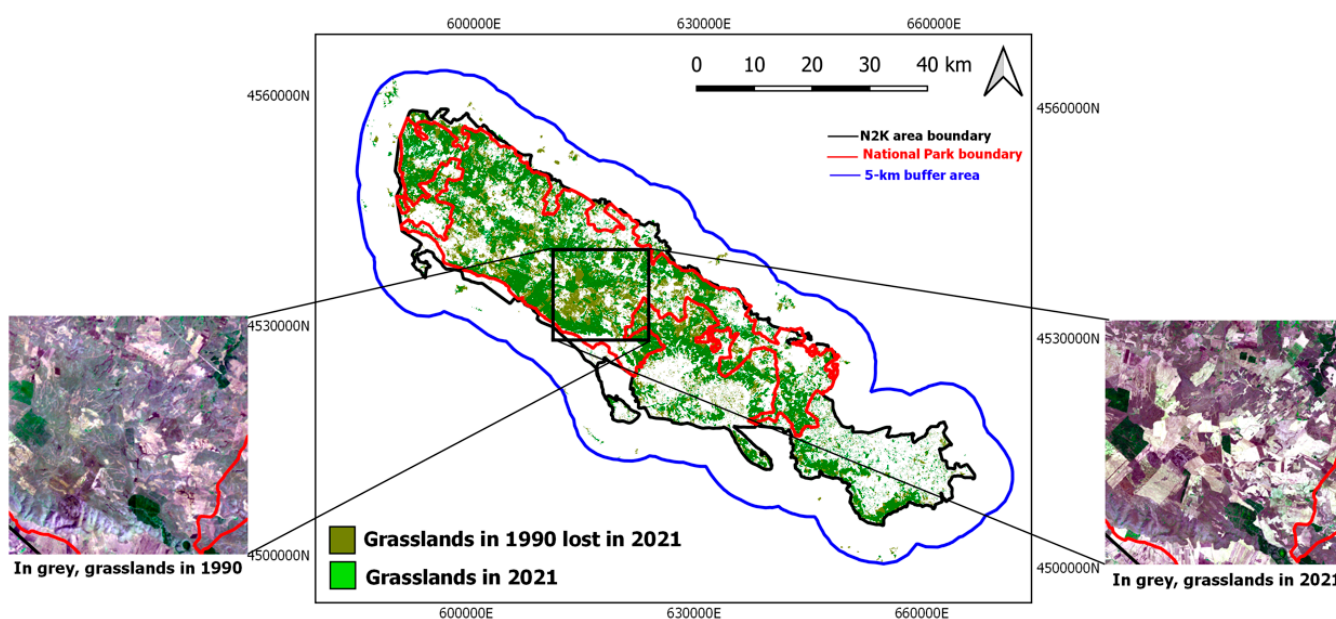 600000E 630000E 660000E
0 10 20 30 40 km
4560000N 4560000N
N2K area boundary
National Park boundary
5-km buffer area
4530000N 4530000N
Grasslands in 1990 lost in 2021
4500000N 4500000N
In grey, grasslands in 1990
Grasslands in 2021
In grey, grasslands in 2021
600000E 630000E 660000E